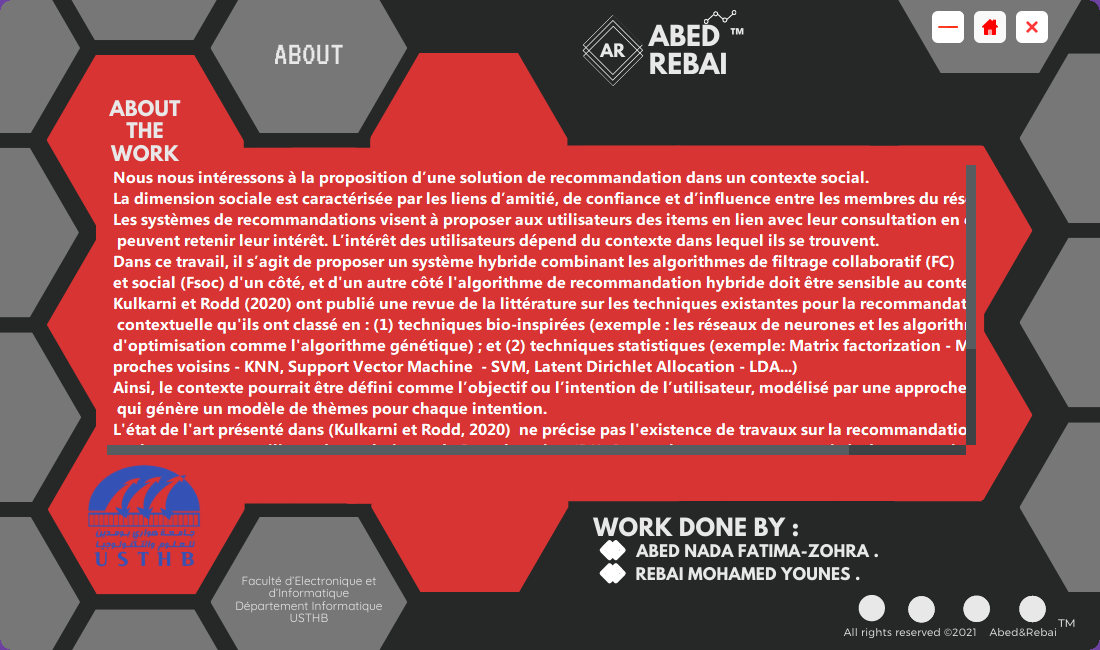 ABOUT
AR
ABED ™
REBAI
ABOUT
THE
WORK
Nous nous intéressons à la proposition d’une solution de recommandation dans un contexte social.
La dimension sociale est caractérisée par les liens d’amitié, de confiance et d’influence entre les membres du rés
Les systèmes de recommandations visent à proposer aux utilisateurs des items en lien avec leur consultation en
peuvent retenir leur intérêt. L’intérêt des utilisateurs dépend du contexte dans lequel ils se trouvent.
Dans ce travail, il s’agit de proposer un système hybride combinant les algorithmes de filtrage collaboratif (FC)
et social (Fsoc) d'un côté, et d'un autre côté l'algorithme de recommandation hybride doit être sensible au conte
Kulkarni et Rodd (2020) ont publié une revue de la littérature sur les techniques existantes pour la recommandat
contextuelle qu'ils ont classé en : (1) techniques bio-inspirées (exemple : les réseaux de neurones et les algorith
d'optimisation comme l'algorithme génétique) ; et (2) techniques statistiques (exemple: Matrix factorization - M
proches voisins - KNN, Support Vector Machine - SVM, Latent Dirichlet Allocation - LDA...)
Ainsi, le contexte pourrait être défini comme l’objectif ou l’intention de l’utilisateur, modélisé par une approche
qui génère un modèle de thèmes pour chaque intention.
L'état de l'art présenté dans (Kulkarni et Rodd, 2020) ne précise pas l'existence de travaux sur la recommandatio
جامعة هواري بومدين
للعلوم والتكنولوجيا
USTHB
Faculté d’Electronique et
d’Informatique
Département Informatique
USTHB
WORK DONE BY :
ABED NADA FATIMA-ZOHRA .
REBAI MOHAMED YOUNES .
All rights reserved ©2021 Abed&Rebai ™